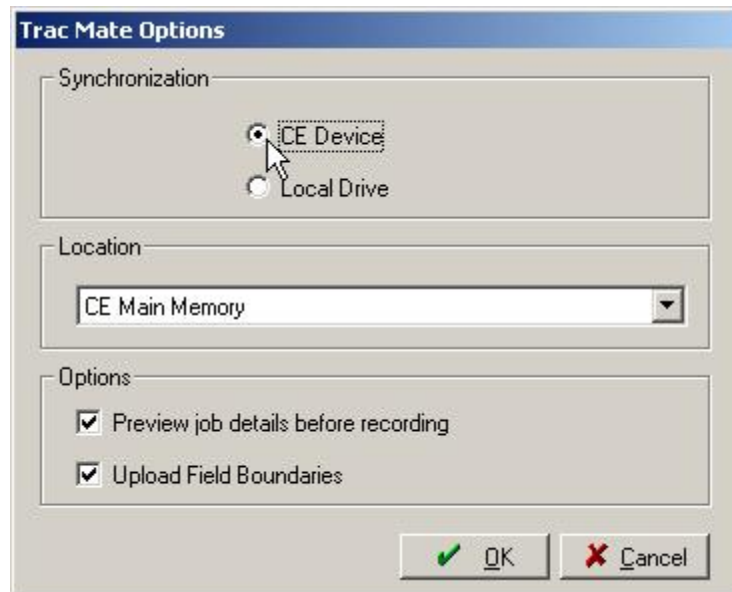 Trac Mate Options
Synchronization
CE Device
Local Drive
Location
CE Main Memory
Options
Preview job details before recording
Upload Field Boundaries
OK
Cancel